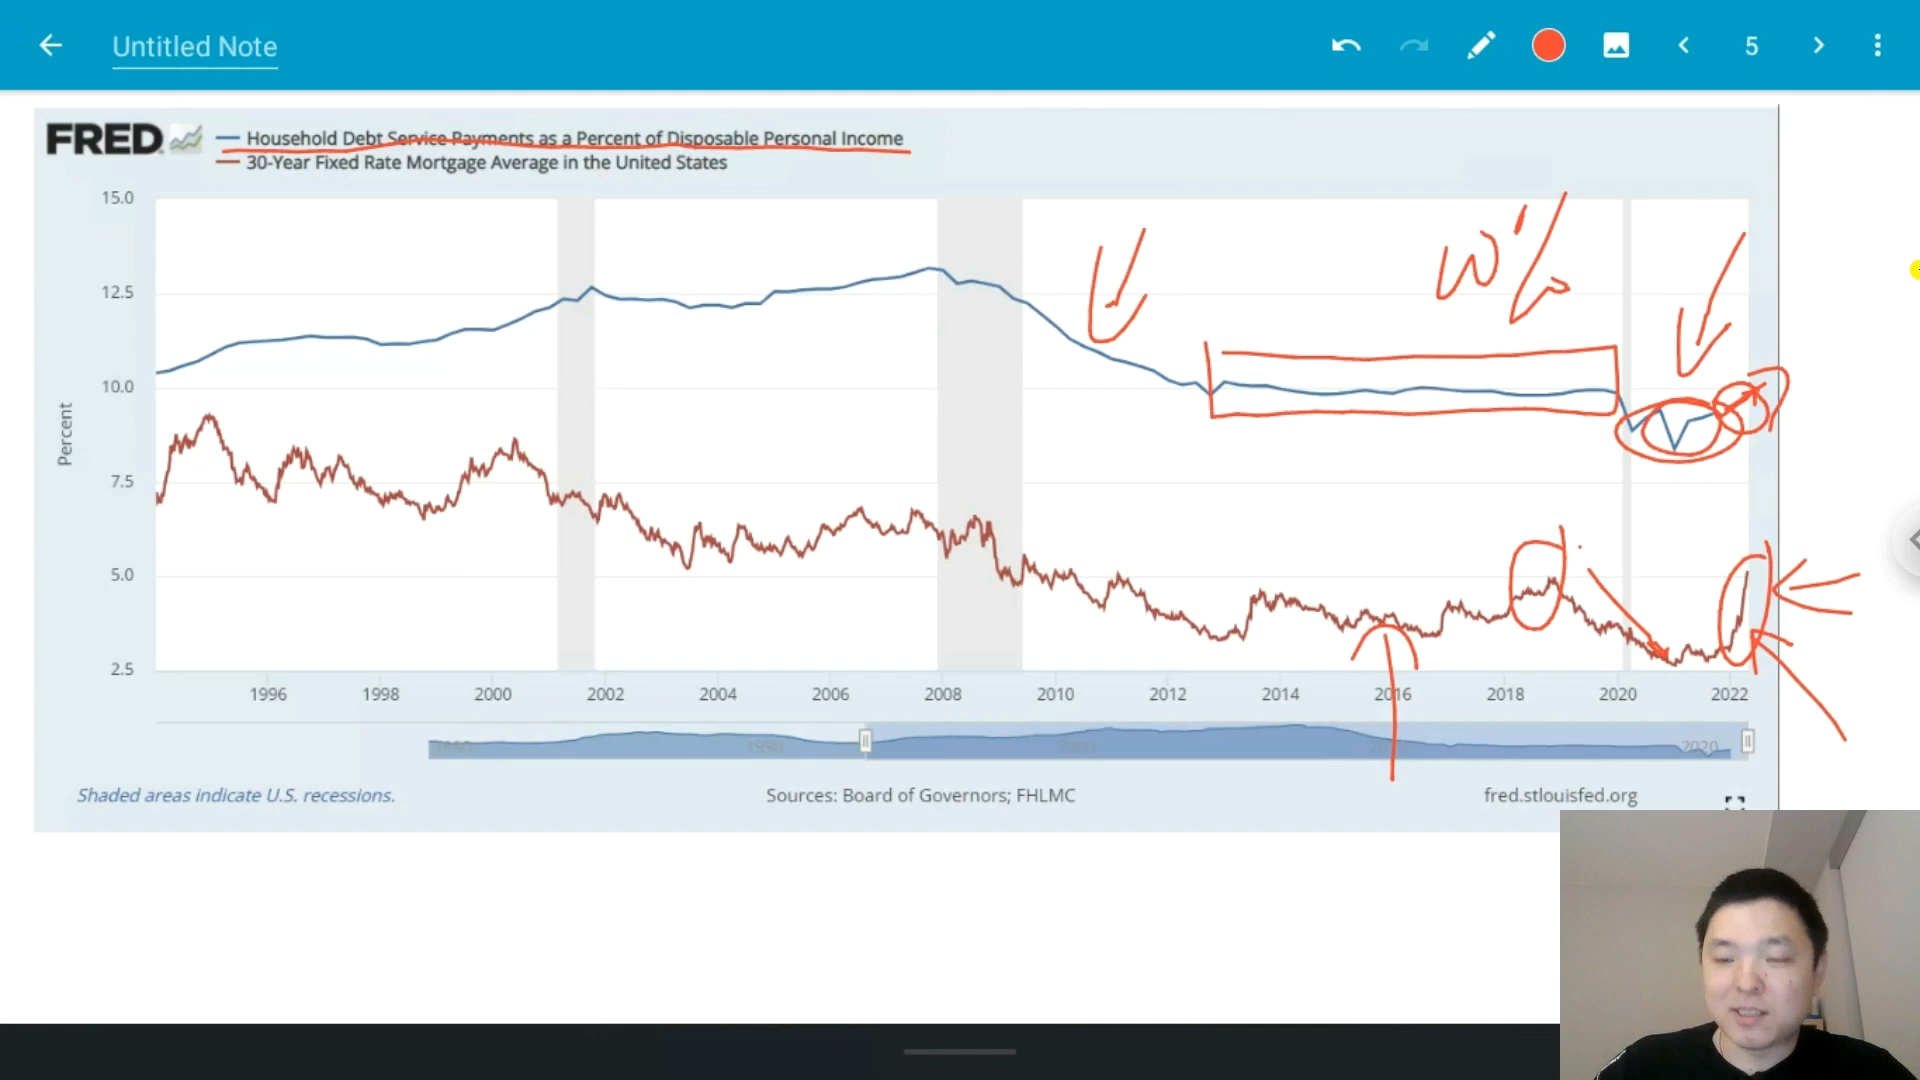 Untitled Note
5
FRED
Household Debt Service Payments as a Percent of Disposable Personal Income
30-Year Fixed Rate Mortgage Average in the United States
15.0
12.5
10.0
7.5
5.0
2.5
Percent
10%
1996 1998 2000 2002 2004 2006 2008 2010 2012 2014 2016 2018 2020 2022
1990 2020
Shaded areas indicate U.S. recessions.
Sources: Board of Governors; FHLMC
fred.stlouisfed.org